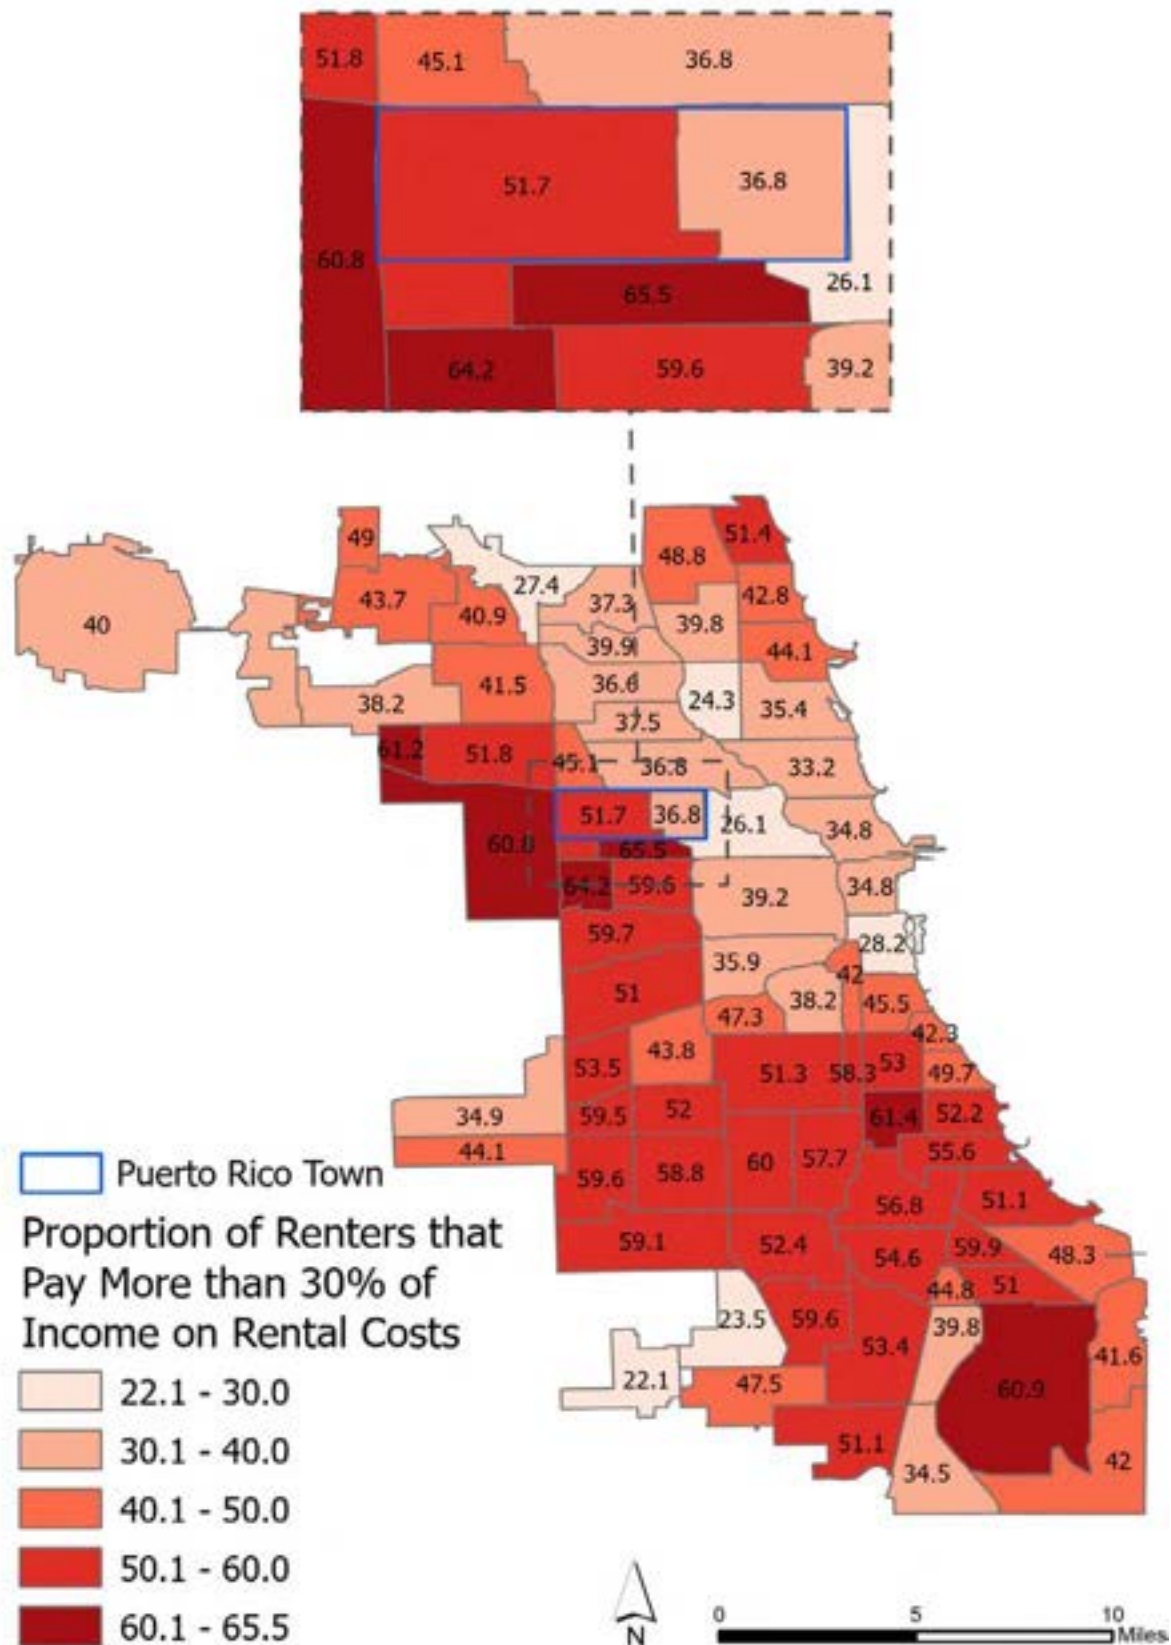 51.8 45.1 36.8
51.7 36.8
60.8
26.1
65.5
64.2 59.6 39.2
49 48.8 51.4
27.4
43.7 40.9 37.3 42.8
40 39.8
39.9 44.1
41.5 36.6 24.3 35.4
38.2
37.5
61.2 51.8 45.1 36.8 33.2
51.7 36.8 26.1 34.8
60.8 65.5
64.2 59.6 39.2 34.8
59.7 28.2
35.9 42
51 38.2 45.5
47.3 42.3
43.8
53.5 51.3 58.3 53 49.7
34.9 59.5 52 61.4 52.2
44.1 55.6
59.6 58.8 60 57.7
56.8 51.1
59.1 52.4 54.6 59.9 48.3
44.8 51
23.5 59.6 53.4 39.8 41.6
22.1 47.5 60.9
51.1 34.5 42
Puerto Rico Town
Proportion of Renters that
Pay More than 30% of
Income on Rental Costs
22.1 - 30.0
30.1 - 40.0
40.1 - 50.0
50.1 - 60.0
60.1 - 65.5
N
0 5 10
Miles